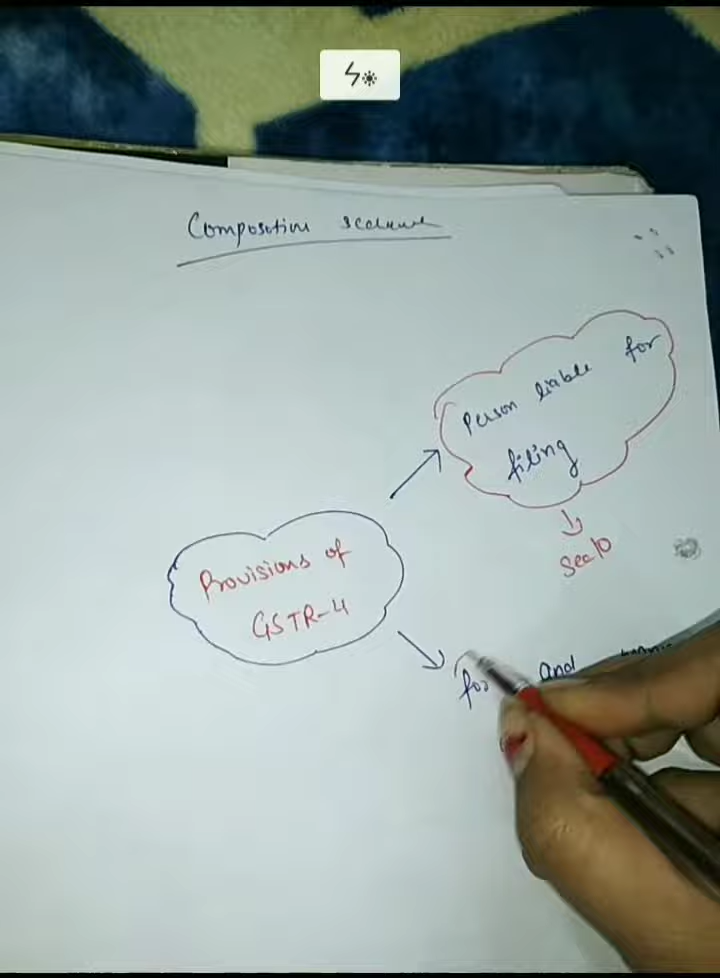 Composition scheme
Person liable for
filing
Sec 10
Provisions of
GSTR-4
and